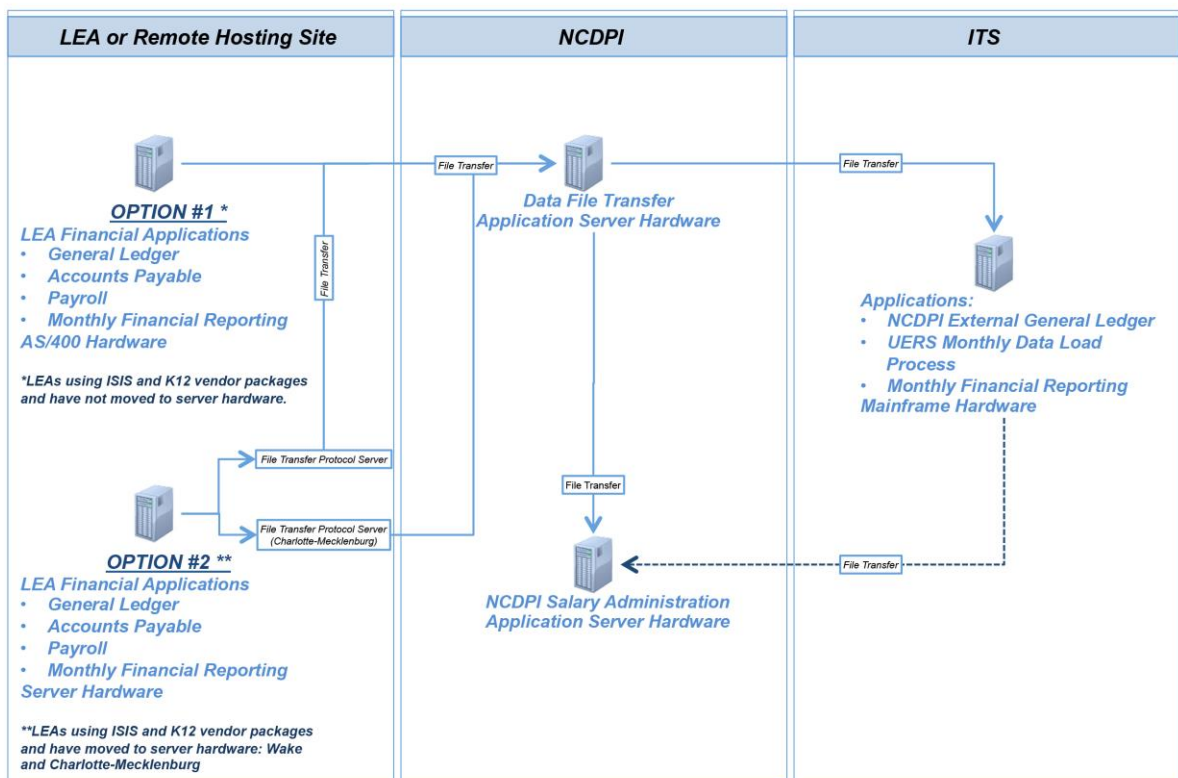 LEA or Remote Hosting Site
NCDPI
ITS
File Transfer
File Transfer
Data File Transfer
Application Server Hardware
OPTION #1 *
LEA Financial Applications
• General Ledger
• Accounts Payable
• Payroll
• Monthly Financial Reporting
AS/400 Hardware
File Transfer
*LEAs using ISIS and K12 vendor packages
and have not moved to server hardware.
Applications:
• NCDPI External General Ledger
• UERS Monthly Data Load
Process
• Monthly Financial Reporting
Mainframe Hardware
File Transfer Protocol Server
File Transfer Protocol Server
(Charlotte-Mecklenburg)
File Transfer
OPTION #2 **
LEA Financial Applications
• General Ledger
• Accounts Payable
• Payroll
• Monthly Financial Reporting
Server Hardware
File Transfer
NCDPI Salary Administration
Application Server Hardware
**LEAs using ISIS and K12 vendor packages
and have moved to server hardware: Wake
and Charlotte-Mecklenburg